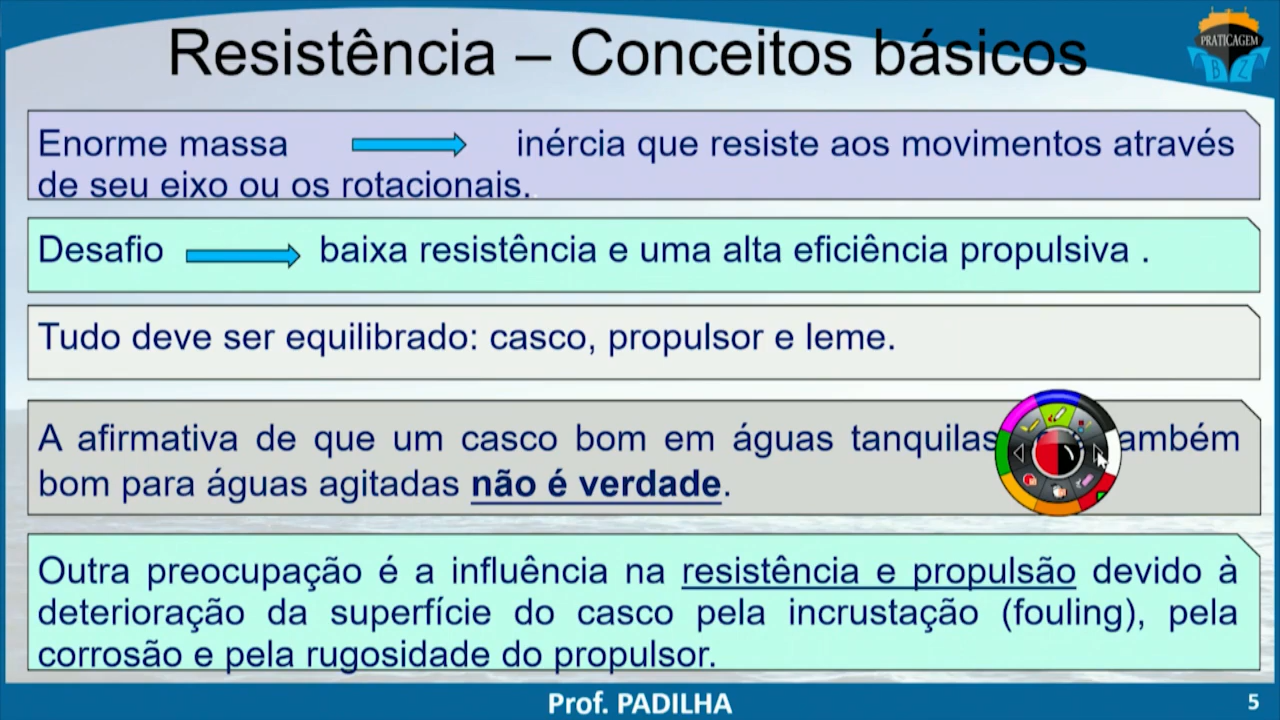 Resistência – Conceitos básicos
PRATICAGEM
B Z
Enorme massa inércia que resiste aos movimentos através
de seu eixo ou os rotacionais.
Desafio baixa resistência e uma alta eficiência propulsiva .
Tudo deve ser equilibrado: casco, propulsor e leme.
A afirmativa de que um casco bom em águas tanquilas ambém
bom para águas agitadas não é verdade.
Outra preocupação é a influência na resistência e propulsão devido à
deterioração da superfície do casco pela incrustação (fouling), pela
corrosão e pela rugosidade do propulsor.
Prof. PADILHA
5